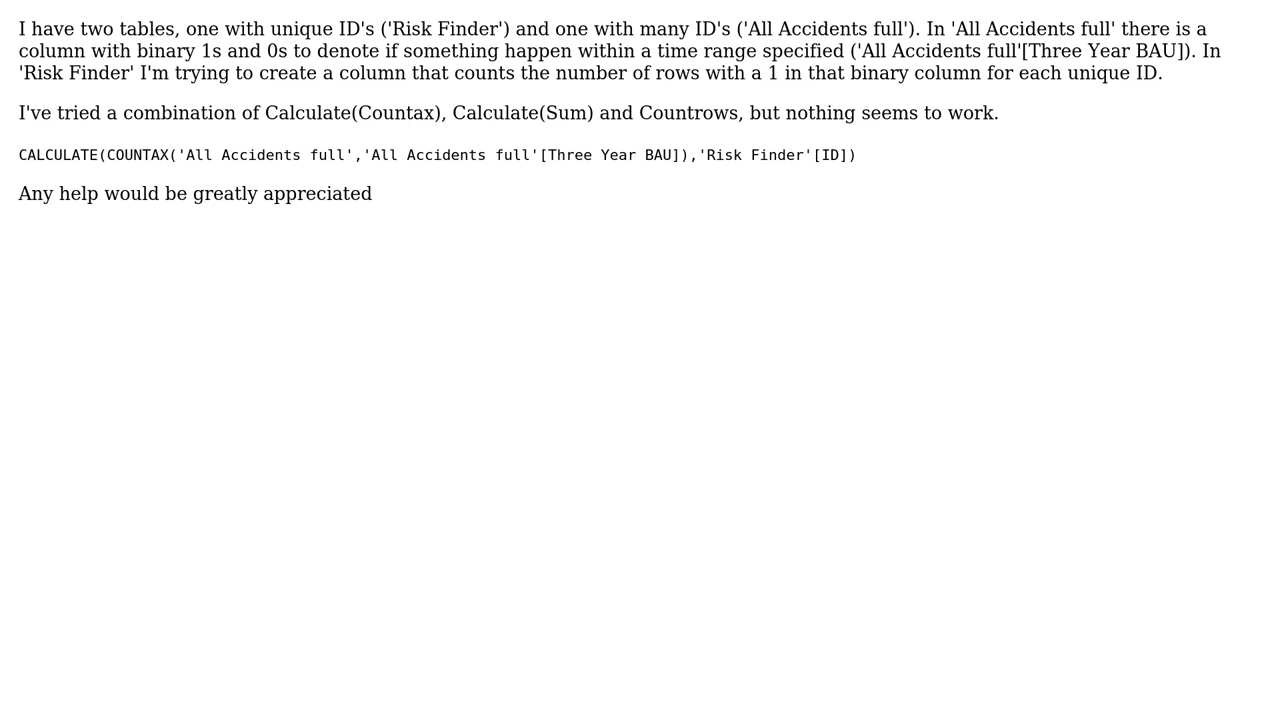 I have two tables, one with unique ID's ('Risk Finder') and one with many ID's ('All Accidents full'). In 'All Accidents full' there is a
column with binary 1s and 0s to denote if something happen within a time range specified ('All Accidents full'[Three Year BAU]). In
'Risk Finder' I'm trying to create a column that counts the number of rows with a 1 in that binary column for each unique ID.
I've tried a combination of Calculate(Countax), Calculate(Sum) and Countrows, but nothing seems to work.
CALCULATE(COUNTAX('All Accidents full','All Accidents full'[Three Year BAU]),'Risk Finder'[ID])
Any help would be greatly appreciated